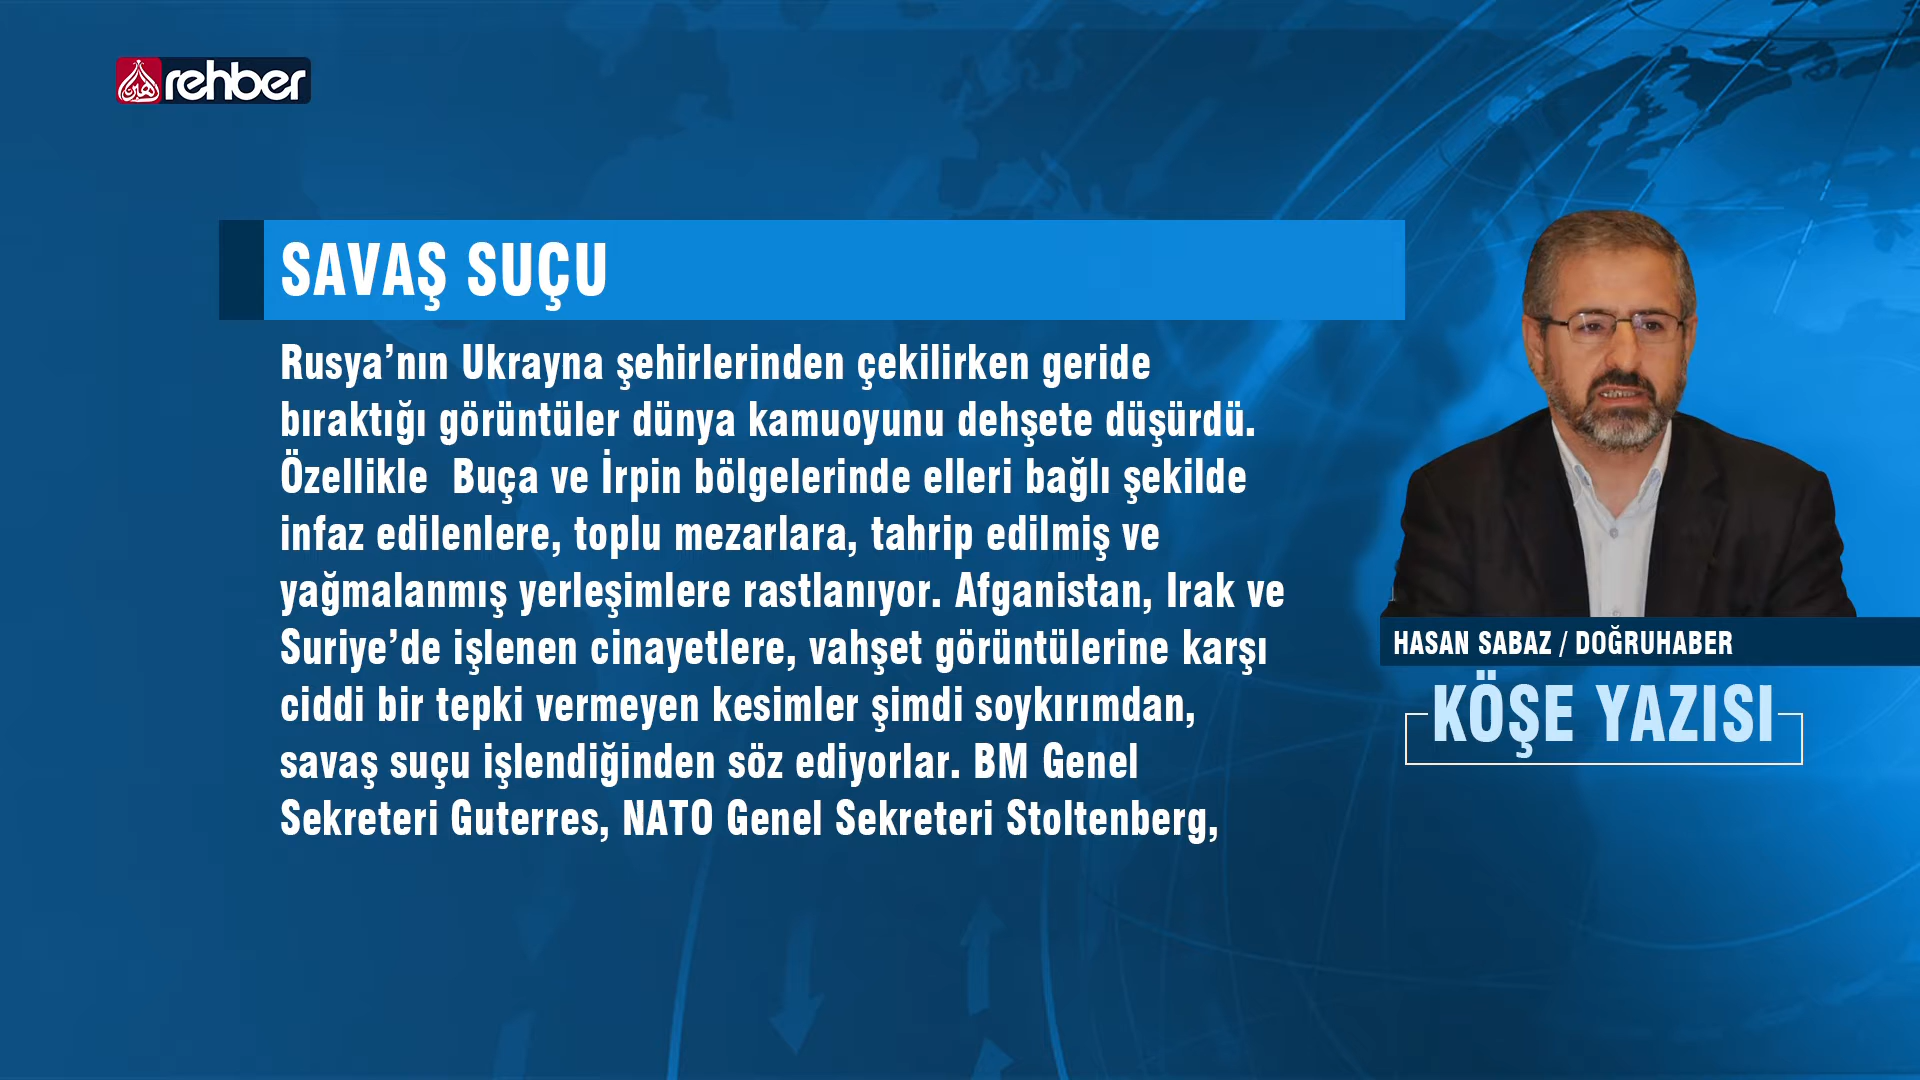 rehber
SAVAŞ SUÇU
Rusya’nın Ukrayna şehirlerinden çekilirken geride
bıraktığı görüntüler dünya kamuoyunu dehşete düşürdü.
Özellikle  Buça ve İrpin bölgelerinde elleri bağlı şekilde
infaz edilenlere, toplu mezarlara, tahrip edilmiş ve
yağmalanmış yerleşimlere rastlanıyor. Afganistan, Irak ve
Suriye’de işlenen cinayetlere, vahşet görüntülerine karşı
ciddi bir tepki vermeyen kesimler şimdi soykırımdan,
savaş suçu işlendiğinden söz ediyorlar. BM Genel
Sekreteri Guterres, NATO Genel Sekreteri Stoltenberg,
HASAN SABAZ / DOĞRUHABER
KÖŞE YAZISI